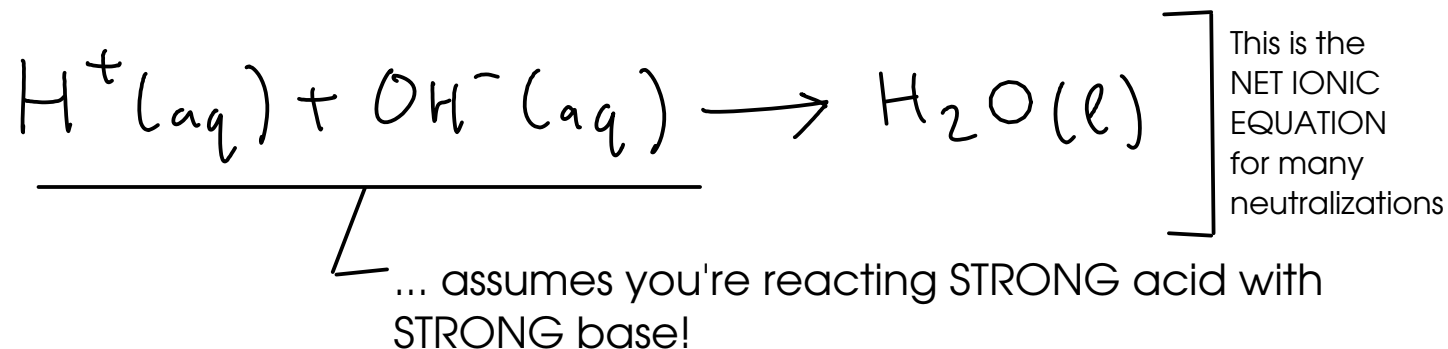 H⁺(aq) + OH⁻(aq) → H₂O(l)
This is the
NET IONIC
EQUATION
for many
neutralizations
... assumes you're reacting STRONG acid with
STRONG base!